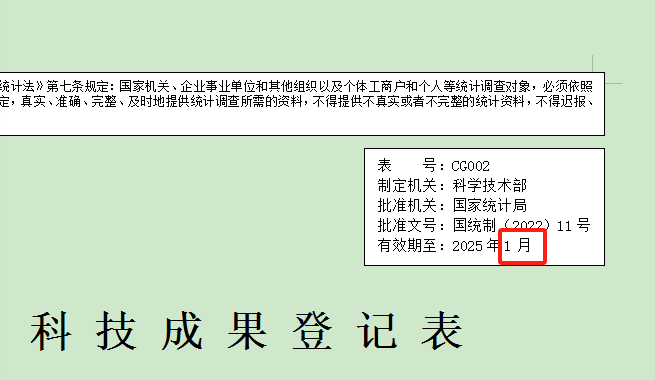 统计法》第七条规定：国家机关、企业事业单位和其他组织以及个体工商户和个人等统计调查对象，必须依照
定，真实、准确、完整、及时地提供统计调查所需的资料，不得提供不真实或者不完整的统计资料，不得迟报、
表　　号：CG002
制定机关：科学技术部
批准机关：国家统计局
批准文号：国统制（2022）11号
有效期至：2025年1月
科技成果登记表